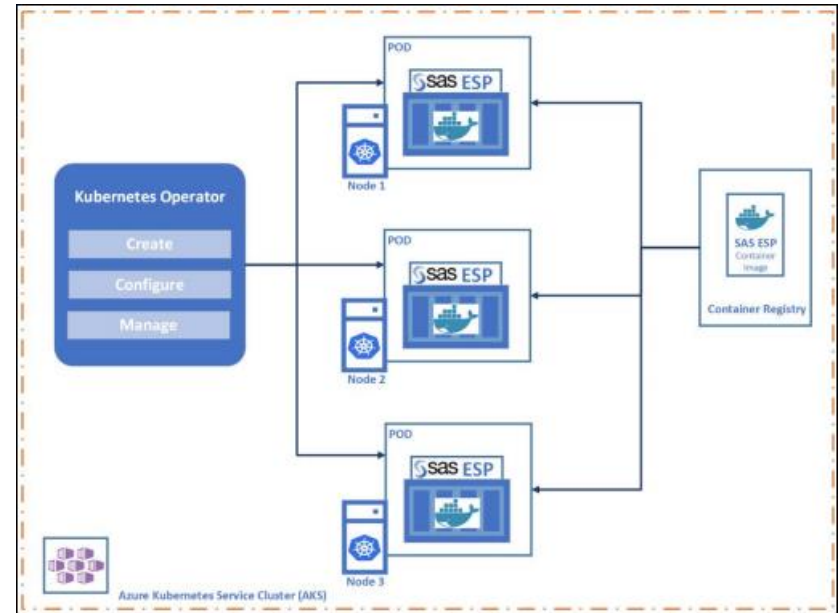 POD
sas ESP
Node 1
Kubernetes Operator
Create
Configure
Manage
POD
sas ESP
Node 2
SAS ESP
Container
Image
Container Registry
POD
sas ESP
Node 3
Azure Kubernetes Service Cluster (AKS)